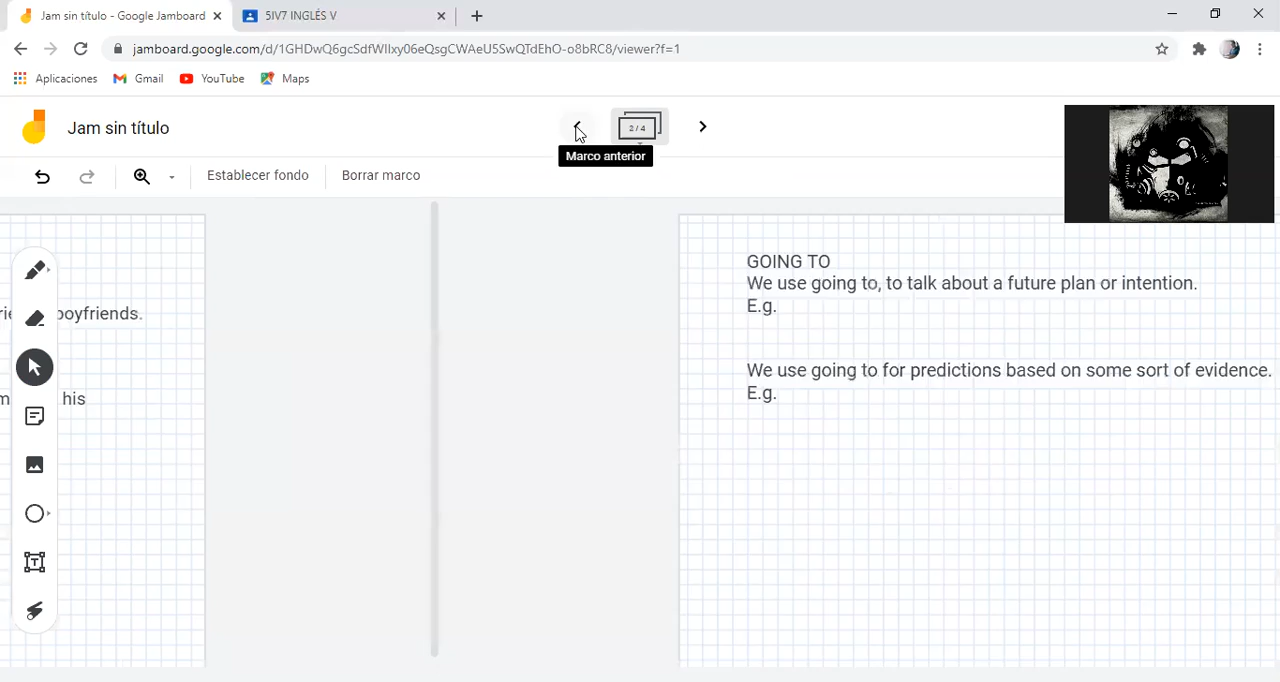 Jam sin título - Google Jamboard
5IV7 INGLÉS V
jamboard.google.com/d/1GHDwQ6gcSdfWIlxy06eQsgCWAeU5SwQTdEhO-o8bRC8/viewer?f=1
Aplicaciones
Gmail
YouTube
Maps
Jam sin título
2 / 4
Marco anterior
Establecer fondo
Borrar marco
boyfriends.
his
GOING TO
We use going to, to talk about a future plan or intention.
E.g.
We use going to for predictions based on some sort of evidence.
E.g.